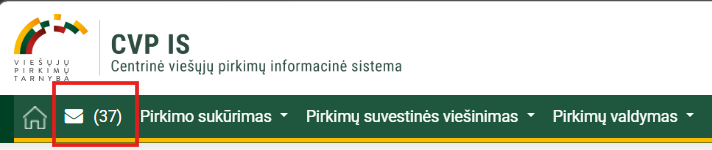 VIEŠŲJŲ
PIRKIMŲ
TARNYBA
CVP IS
Centrinė viešųjų pirkimų informacinė sistema
(37) Pirkimo sukūrimas Pirkimų suvestinės viešinimas Pirkimų valdymas